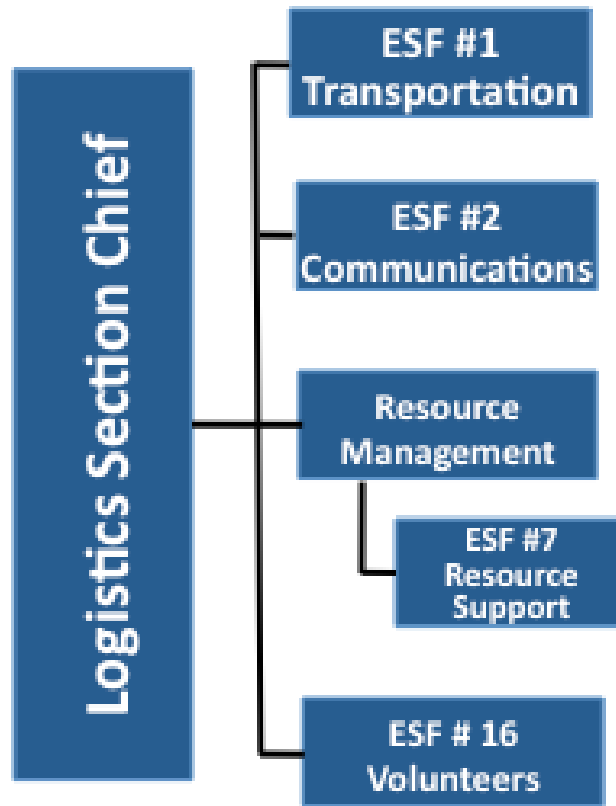 Logistics Section Chief
ESF #1
Transportation
ESF #2
Communications
Resource
Management
ESF #7
Resource
Support
ESF # 16
Volunteers